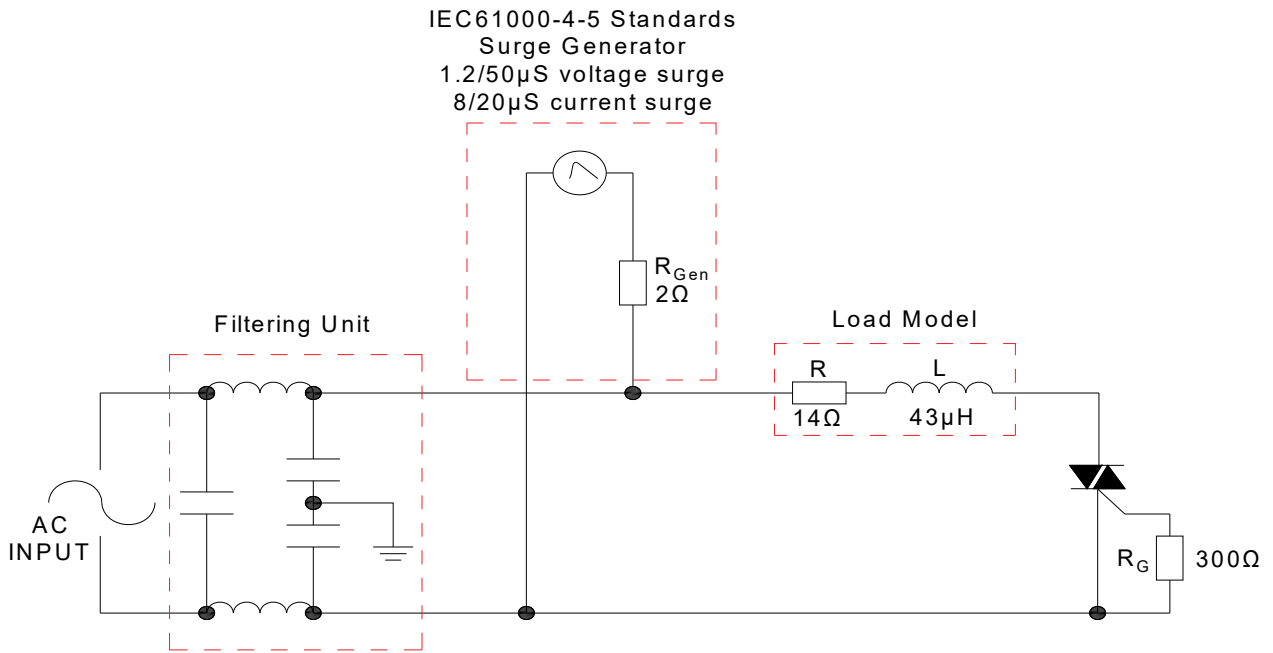 IEC61000-4-5 Standards
Surge Generator
1.2/50μS voltage surge
8/20μS current surge
RGen
2Ω
Filtering Unit
Load Model
R
L
14Ω
43μH
AC
INPUT
RG
300Ω